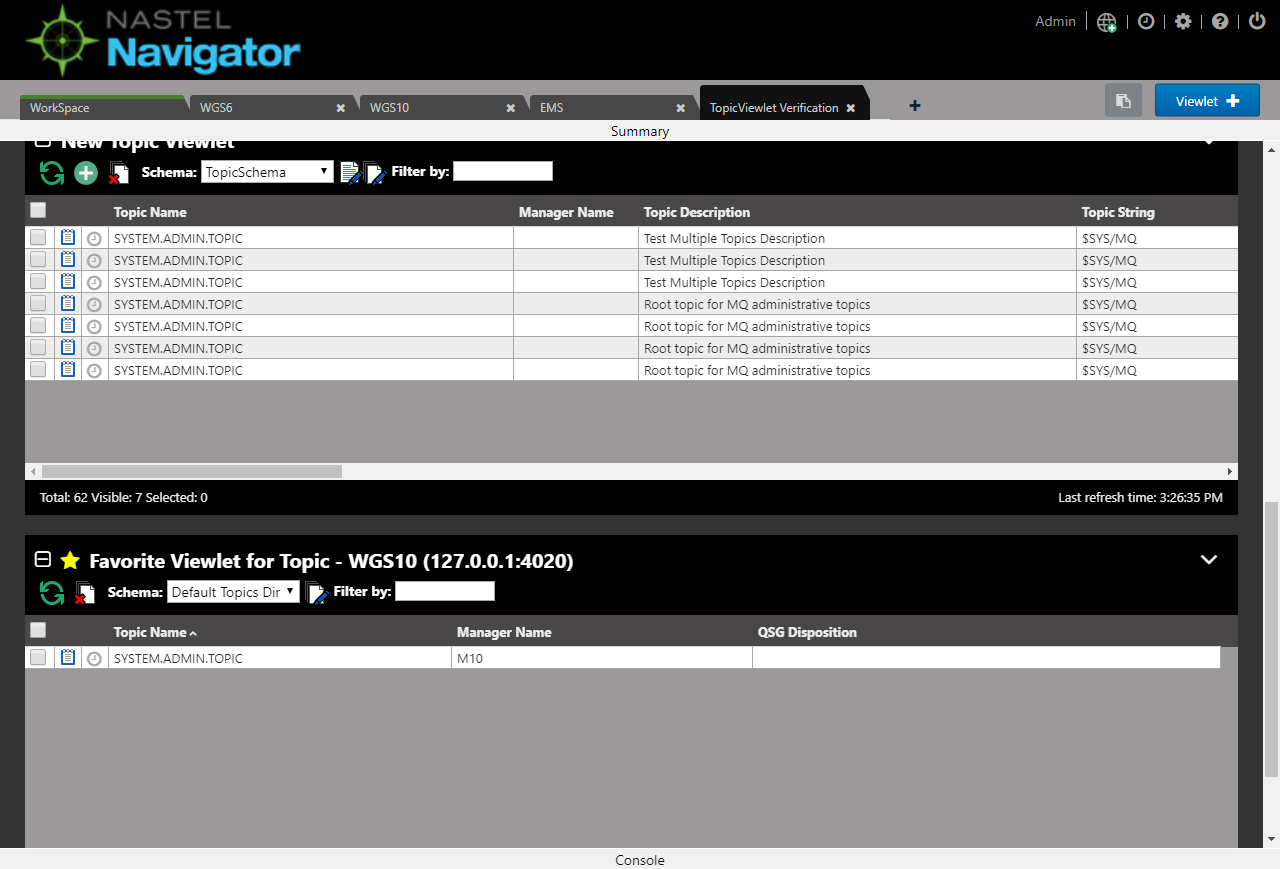 NASTEL
Navigator
Admin
WorkSpace
WGS6
WGS10
EMS
TopicViewlet Verification
Viewlet
Summary
New Topic Viewlet
Schema: TopicSchema Filter by:
Topic Name Manager Name Topic Description Topic String
SYSTEM.ADMIN.TOPIC Test Multiple Topics Description $SYS/MQ
SYSTEM.ADMIN.TOPIC Test Multiple Topics Description $SYS/MQ
SYSTEM.ADMIN.TOPIC Test Multiple Topics Description $SYS/MQ
SYSTEM.ADMIN.TOPIC Root topic for MQ administrative topics $SYS/MQ
SYSTEM.ADMIN.TOPIC Root topic for MQ administrative topics $SYS/MQ
SYSTEM.ADMIN.TOPIC Root topic for MQ administrative topics $SYS/MQ
SYSTEM.ADMIN.TOPIC Root topic for MQ administrative topics $SYS/MQ
Total: 62 Visible: 7 Selected: 0 Last refresh time: 3:26:35 PM
Favorite Viewlet for Topic - WGS10 (127.0.0.1:4020)
Schema: Default Topics Dir Filter by:
Topic Name Manager Name QSG Disposition
SYSTEM.ADMIN.TOPIC M10
Console